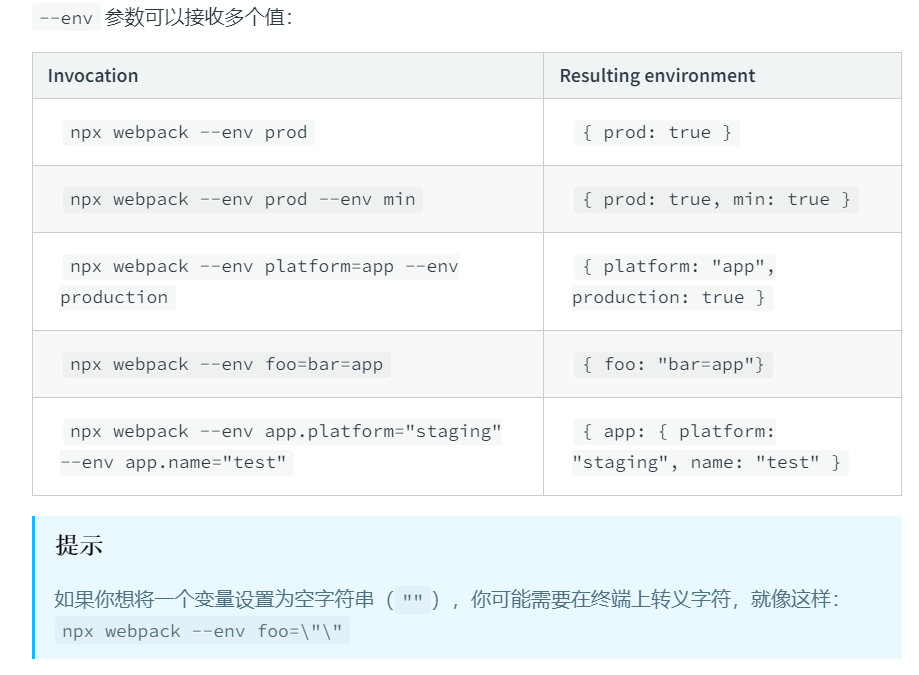 --env 参数可以接收多个值：
Invocation Resulting environment
npx webpack --env prod { prod: true }
npx webpack --env prod --env min { prod: true, min: true }
npx webpack --env platform=app --env
production
{ platform: "app",
production: true }
npx webpack --env foo=bar=app { foo: "bar=app"}
npx webpack --env app.platform="staging"
--env app.name="test"
{ app: { platform:
"staging", name: "test" }
提示
如果你想将一个变量设置为空字符串（""），你可能需要在终端上转义字符，就像这样：
npx webpack --env foo=\"\"